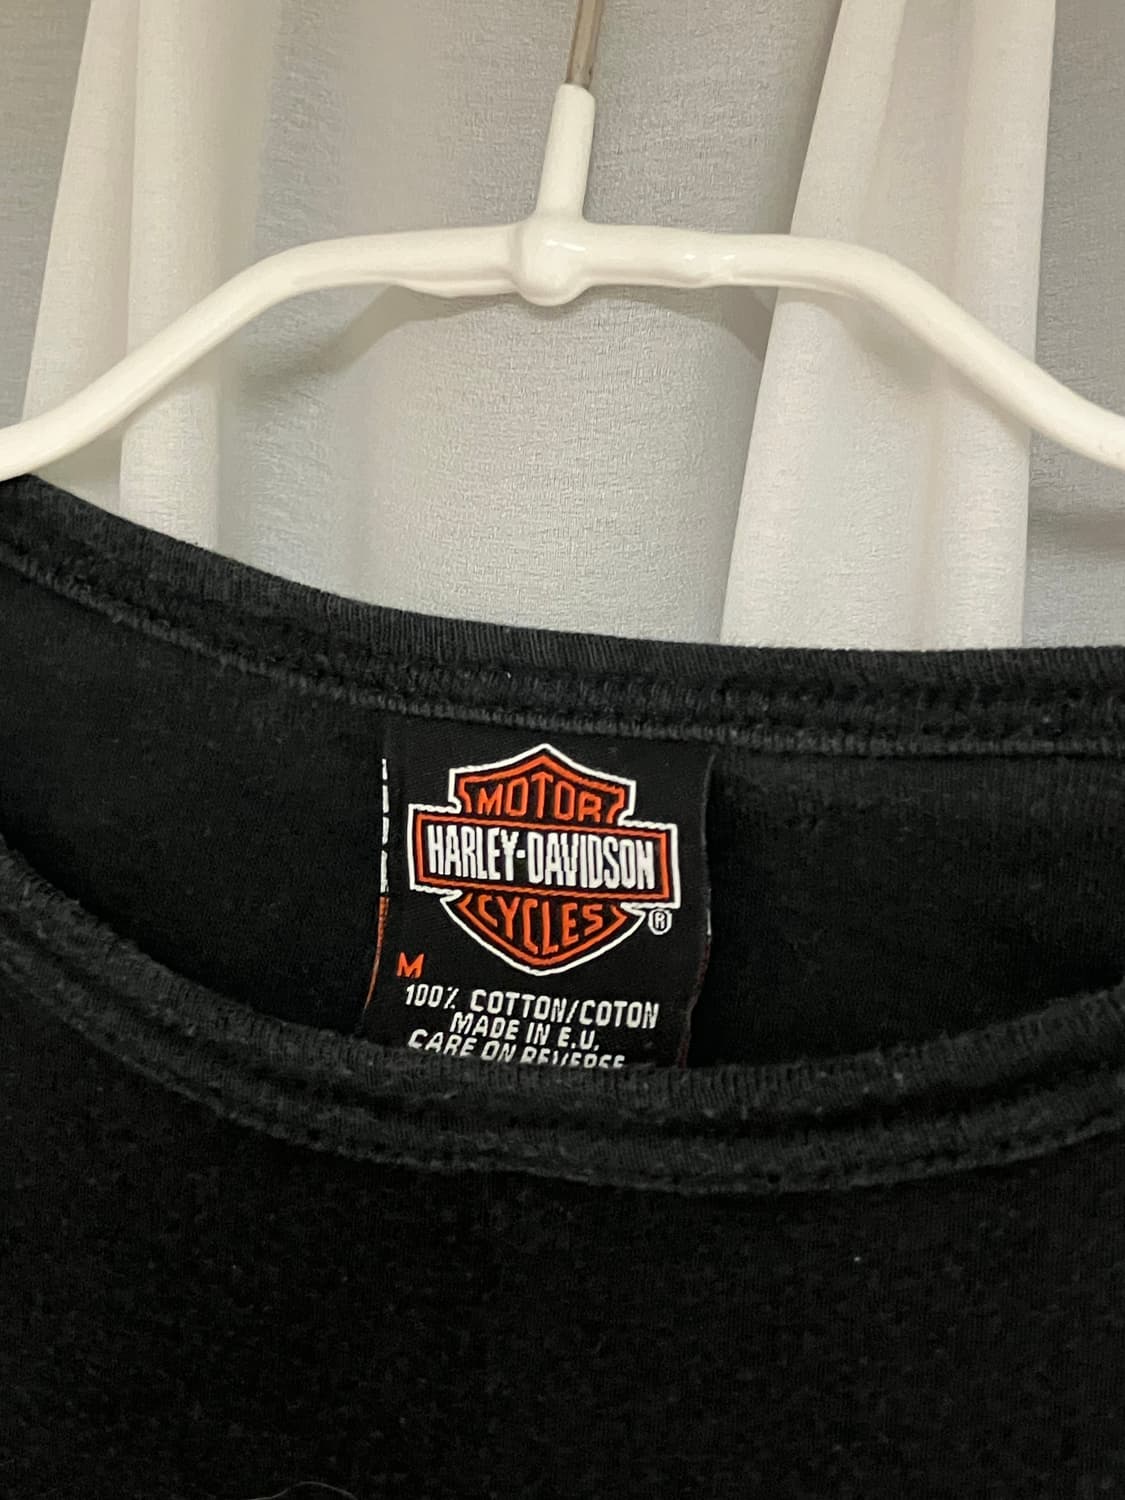 MOTOR
HARLEY-DAVIDSON
CYCLES
®
M
100% COTTON/COTON
MADE IN E.U.
CARE ON REVERSE